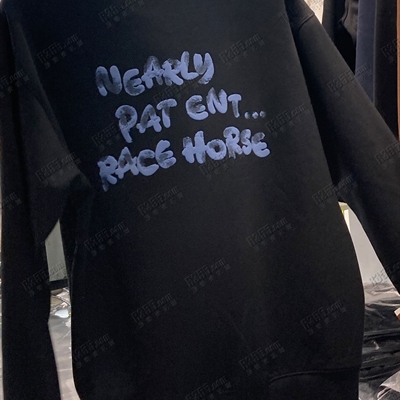 NEARLY
PAT ENT...
RACE HORSE